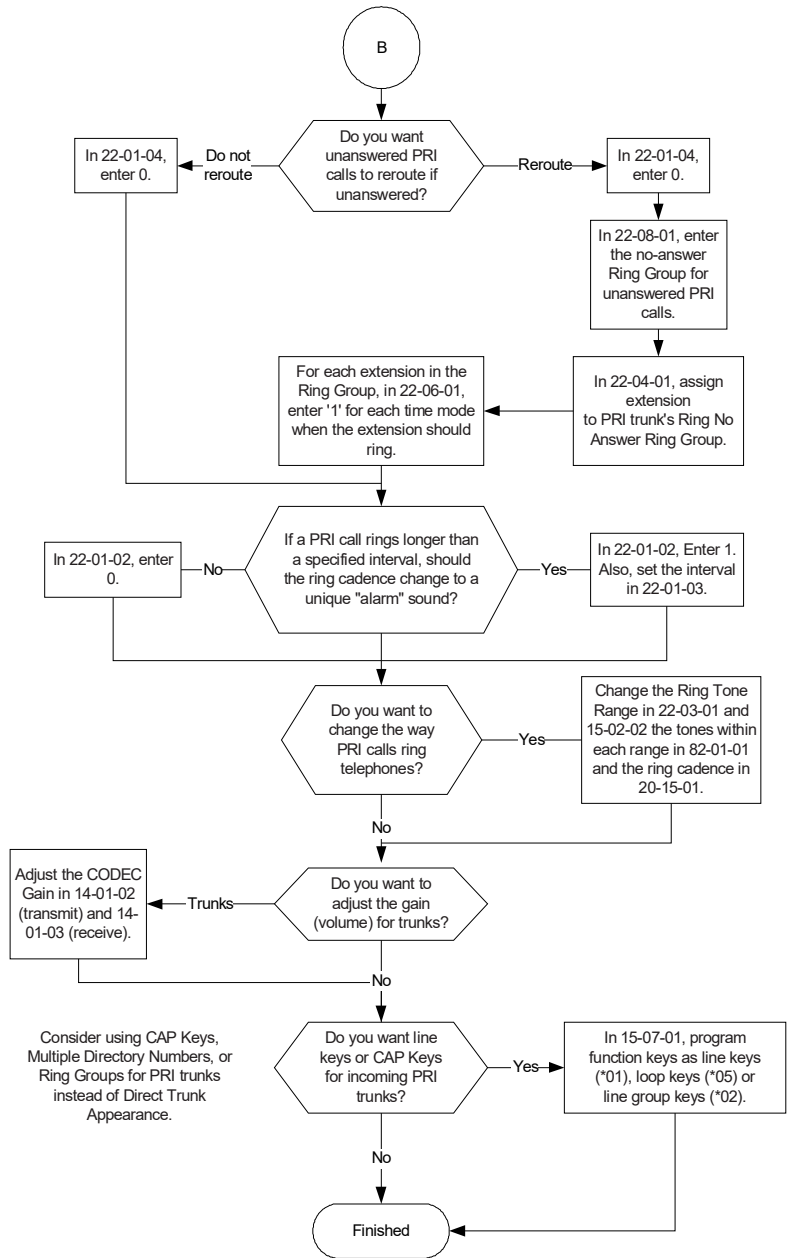 B
Do you want
unanswered PRI
calls to reroute if
unanswered?
Do not
reroute
In 22-01-04,
enter 0.
Reroute
In 22-01-04,
enter 0.
In 22-08-01, enter
the no-answer
Ring Group for
unanswered PRI
calls.
In 22-04-01, assign
extension
to PRI trunk's Ring No
Answer Ring Group.
For each extension in the
Ring Group, in 22-06-01,
enter '1' for each time mode
when the extension should
ring.
If a PRI call rings longer than
a specified interval, should
the ring cadence change to a
unique "alarm" sound?
No
In 22-01-02, enter
0.
Yes
In 22-01-02, Enter 1.
Also, set the interval
in 22-01-03.
Do you want to
change the way
PRI calls ring
telephones?
Yes
Change the Ring Tone
Range in 22-03-01 and
15-02-02 the tones within
each range in 82-01-01
and the ring cadence in
20-15-01.
No
Do you want to
adjust the gain
(volume) for trunks?
Trunks
Adjust the CODEC
Gain in 14-01-02
(transmit) and 14-
01-03 (receive).
No
Consider using CAP Keys,
Multiple Directory Numbers, or
Ring Groups for PRI trunks
instead of Direct Trunk
Appearance.
Do you want line
keys or CAP Keys
for incoming PRI
trunks?
Yes
In 15-07-01, program
function keys as line keys
(*01), loop keys (*05) or
line group keys (*02).
No
Finished